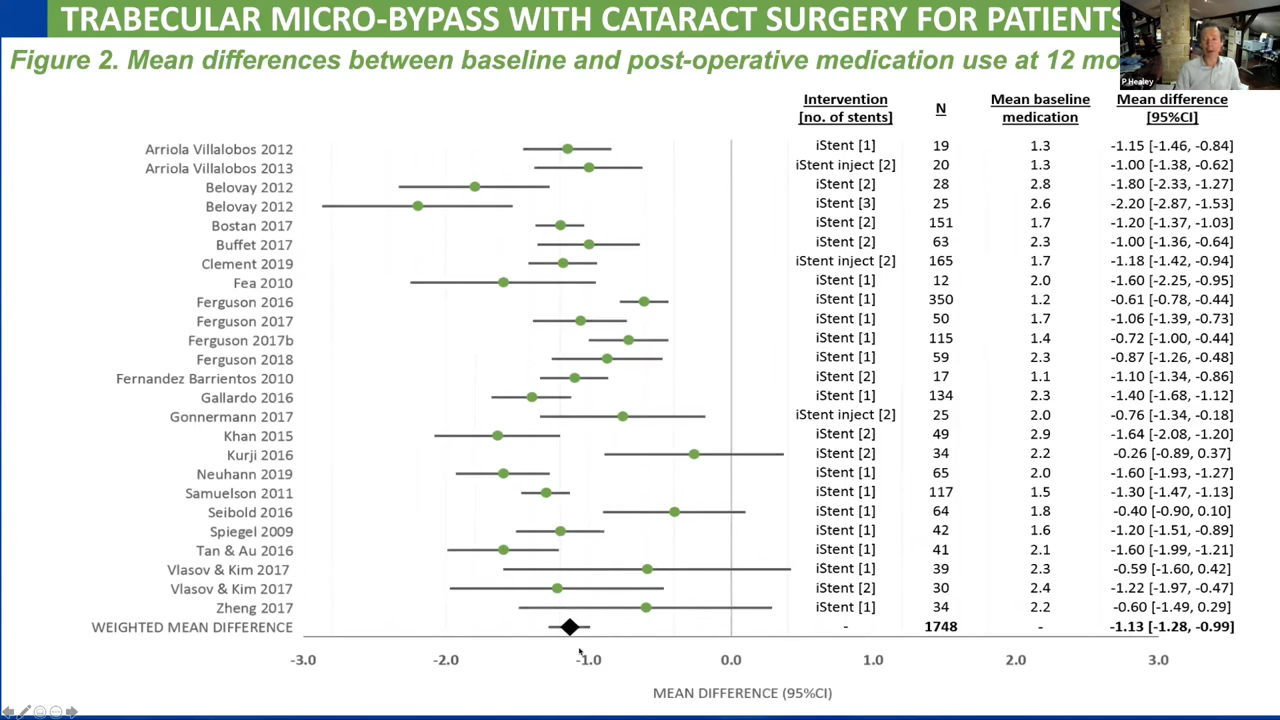 TRABECULAR MICRO-BYPASS WITH CATARACT SURGERY FOR PATIENTS
Figure 2. Mean differences between baseline and post-operative medication use at 12 mo
P.Healey
Intervention [no. of stents] N Mean baseline medication Mean difference [95%CI]
Arriola Villalobos 2012 iStent [1] 19 1.3 -1.15 [-1.46, -0.84]
Arriola Villalobos 2013 iStent inject [2] 20 1.3 -1.00 [-1.38, -0.62]
Belovay 2012 iStent [2] 28 2.8 -1.80 [-2.33, -1.27]
Belovay 2012 iStent [3] 25 2.6 -2.20 [-2.87, -1.53]
Bostan 2017 iStent [2] 151 1.7 -1.20 [-1.37, -1.03]
Buffet 2017 iStent [2] 63 2.3 -1.00 [-1.36, -0.64]
Clement 2019 iStent inject [2] 165 1.7 -1.18 [-1.42, -0.94]
Fea 2010 iStent [1] 12 2.0 -1.60 [-2.25, -0.95]
Ferguson 2016 iStent [1] 350 1.2 -0.61 [-0.78, -0.44]
Ferguson 2017 iStent [1] 50 1.7 -1.06 [-1.39, -0.73]
Ferguson 2017b iStent [1] 115 1.4 -0.72 [-1.00, -0.44]
Ferguson 2018 iStent [1] 59 2.3 -0.87 [-1.26, -0.48]
Fernandez Barrientos 2010 iStent [2] 17 1.1 -1.10 [-1.34, -0.86]
Gallardo 2016 iStent [1] 134 2.3 -1.40 [-1.68, -1.12]
Gonnermann 2017 iStent inject [2] 25 2.0 -0.76 [-1.34, -0.18]
Khan 2015 iStent [2] 49 2.9 -1.64 [-2.08, -1.20]
Kurji 2016 iStent [2] 34 2.2 -0.26 [-0.89, 0.37]
Neuhann 2019 iStent [1] 65 2.0 -1.60 [-1.93, -1.27]
Samuelson 2011 iStent [1] 117 1.5 -1.30 [-1.47, -1.13]
Seibold 2016 iStent [1] 64 1.8 -0.40 [-0.90, 0.10]
Spiegel 2009 iStent [1] 42 1.6 -1.20 [-1.51, -0.89]
Tan & Au 2016 iStent [1] 41 2.1 -1.60 [-1.99, -1.21]
Vlasov & Kim 2017 iStent [1] 39 2.3 -0.59 [-1.60, 0.42]
Vlasov & Kim 2017 iStent [2] 30 2.4 -1.22 [-1.97, -0.47]
Zheng 2017 iStent [1] 34 2.2 -0.60 [-1.49, 0.29]
WEIGHTED MEAN DIFFERENCE - 1748 - -1.13 [-1.28, -0.99]
-3.0 -2.0 -1.0 0.0 1.0 2.0 3.0
MEAN DIFFERENCE (95%CI)